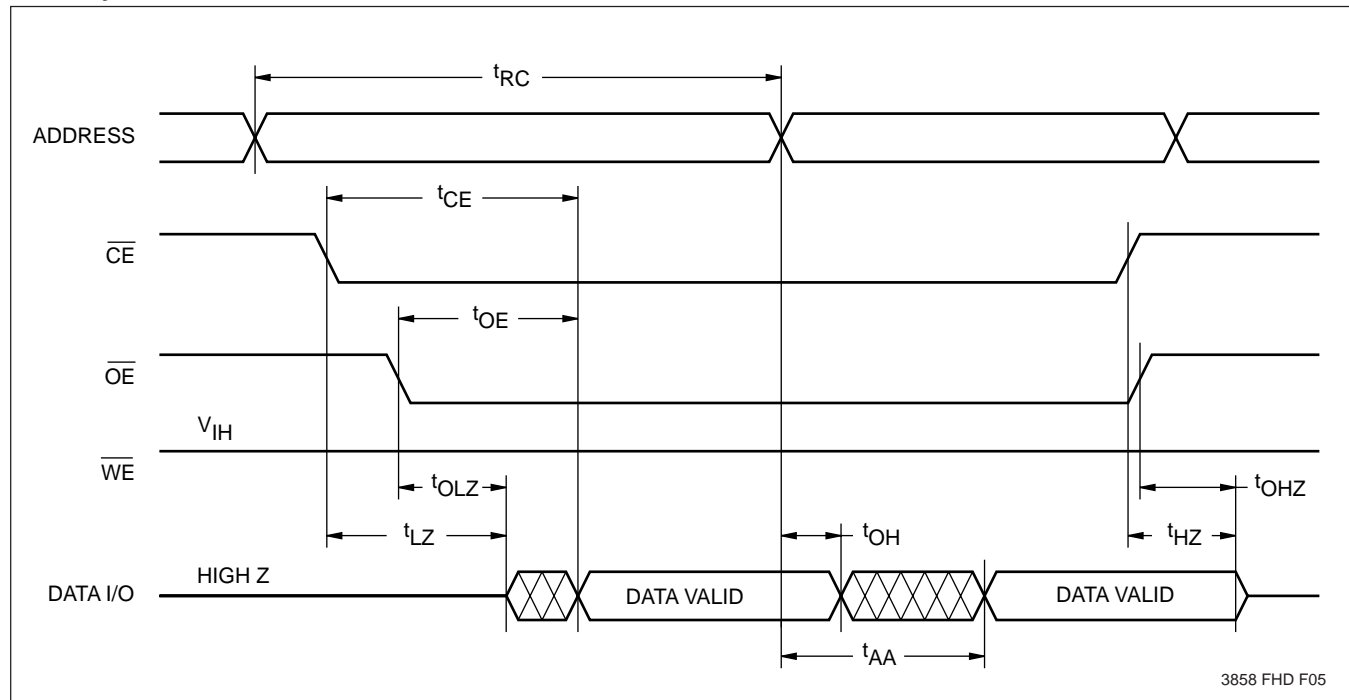 tRC
ADDRESS
tCE
CE
tOE
OE
VIH
WE
tOLZ
tOHZ
tLZ
tOH
tHZ
HIGH Z
DATA I/O
DATA VALID
DATA VALID
tAA
3858 FHD F05